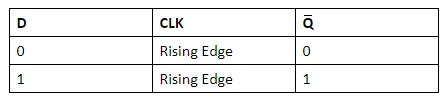 D CLK Q̅
0 Rising Edge 0
1 Rising Edge 1